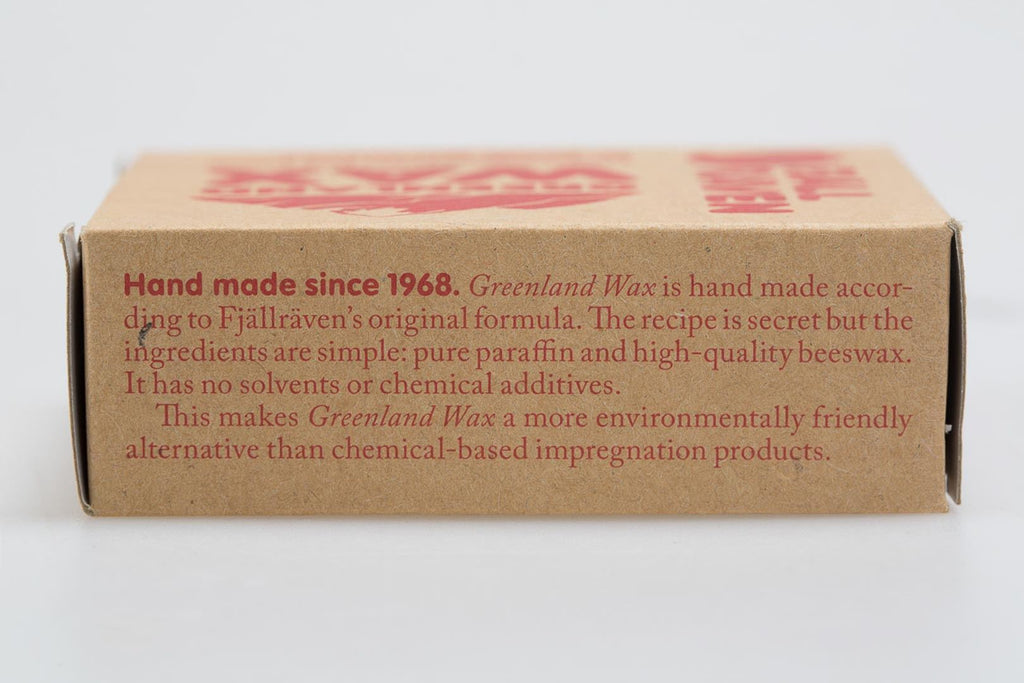 WAX
Hand made since 1968. Greenland Wax is hand made accor-
ding to Fjällräven's original formula. The recipe is secret but the
ingredients are simple: pure paraffin and high-quality beeswax.
It has no solvents or chemical additives.
This makes Greenland Wax a more environmentally friendly
alternative than chemical-based impregnation products.